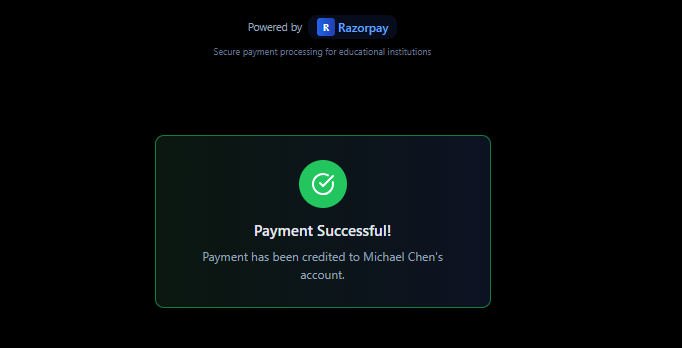 Powered by R Razorpay
Secure payment processing for educational institutions
Payment Successful!
Payment has been credited to Michael Chen's
account.